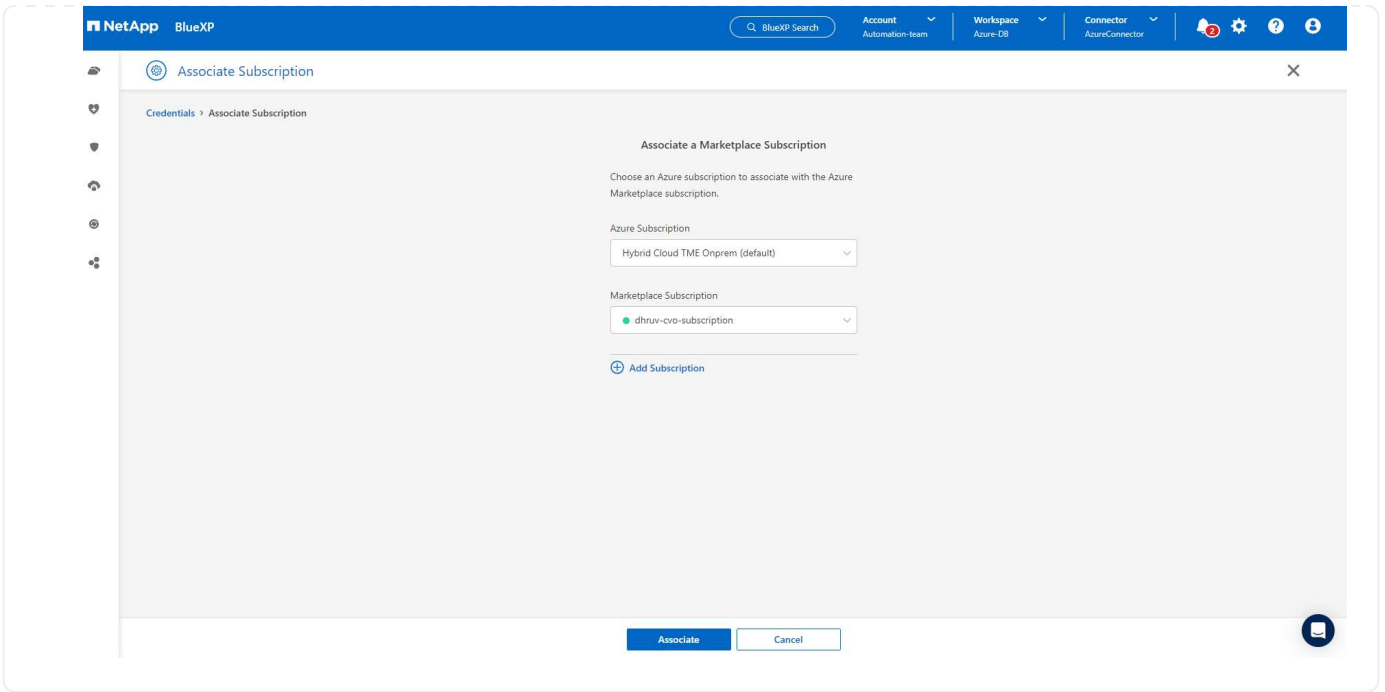 NetApp BlueXP
BlueXP Search
Account
Automation-team
Workspace
Azure-DB
Connector
AzureConnector
2
Associate Subscription
Credentials > Associate Subscription
Associate a Marketplace Subscription
Choose an Azure subscription to associate with the Azure
Marketplace subscription.
Azure Subscription
Hybrid Cloud TME Onprem (default)
Marketplace Subscription
dhruv-cvo-subscription
Add Subscription
Associate
Cancel